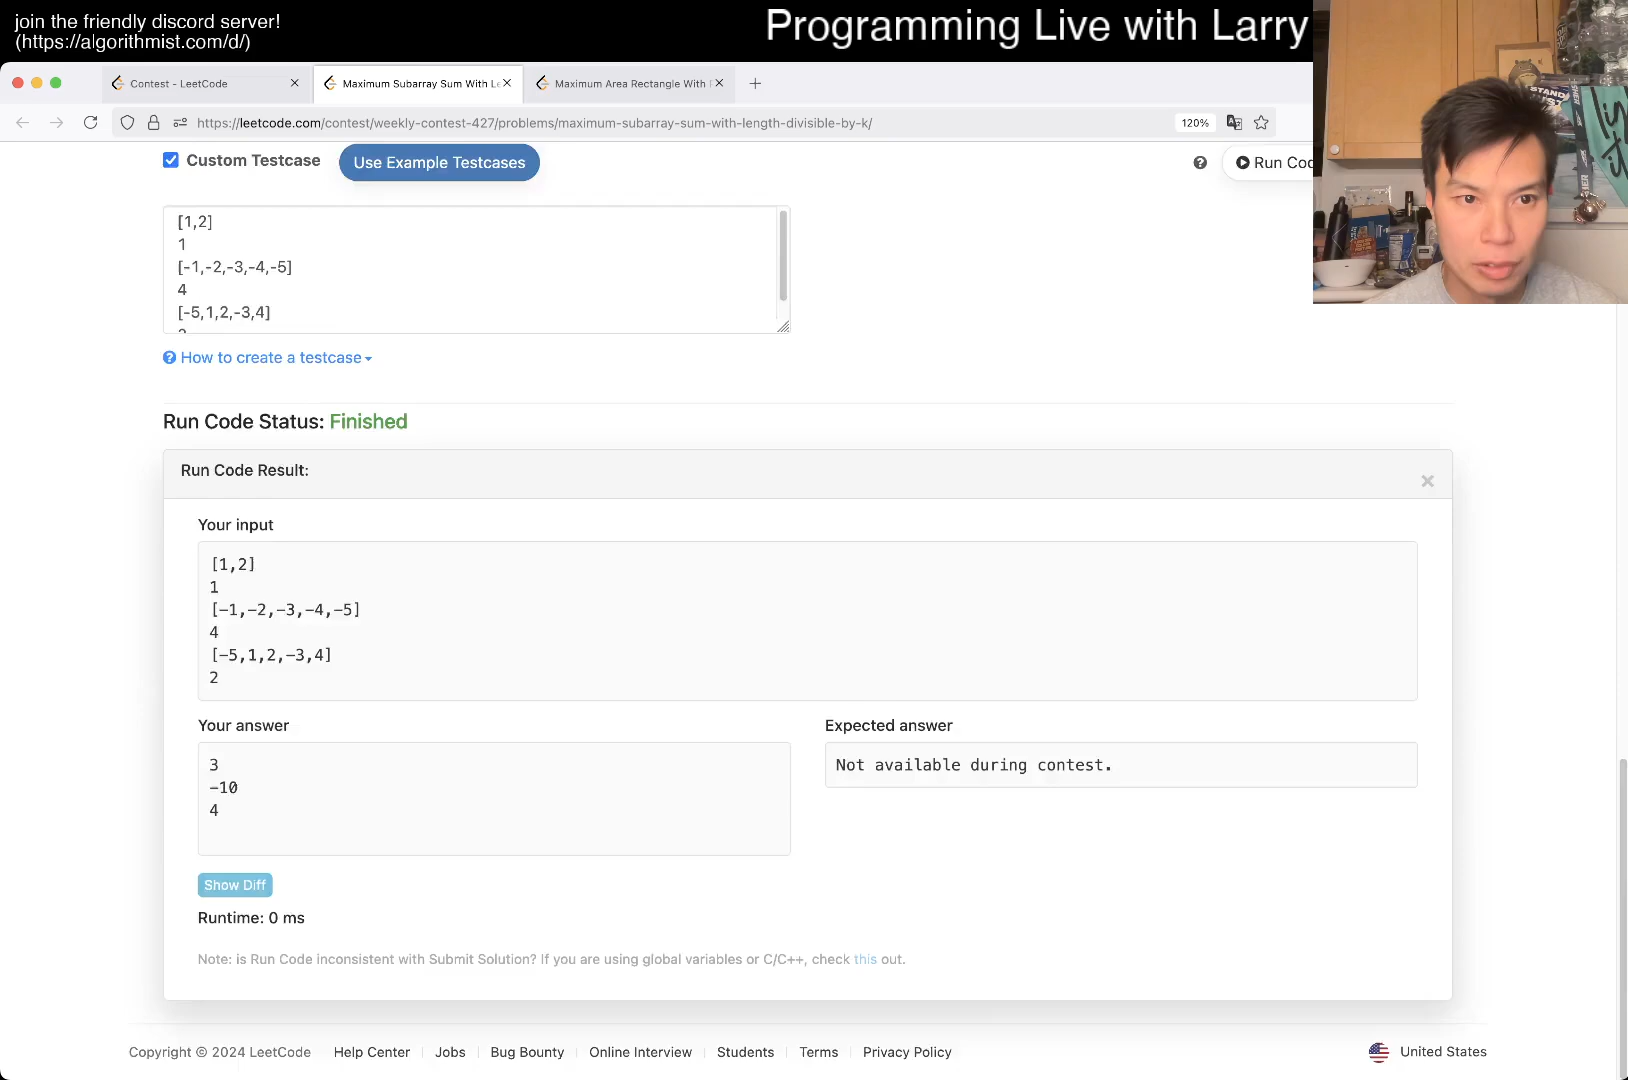 join the friendly discord server!
(https://algorithmist.com/d/)
Programming Live with Larry
Contest - LeetCode
Maximum Subarray Sum With Le
Maximum Area Rectangle With
https://leetcode.com/contest/weekly-contest-427/problems/maximum-subarray-sum-with-length-divisible-by-k/
120%
Custom Testcase
Use Example Testcases
Run Cod
[1,2]
1
[-1,-2,-3,-4,-5]
4
[-5,1,2,-3,4]
How to create a testcase
Run Code Status: Finished
Run Code Result:
Your input
[1,2]
1
[-1,-2,-3,-4,-5]
4
[-5,1,2,-3,4]
2
Your answer
3
-10
4
Expected answer
Not available during contest.
Show Diff
Runtime: 0 ms
Note: is Run Code inconsistent with Submit Solution? If you are using global variables or C/C++, check this out.
Copyright © 2024 LeetCode
Help Center
Jobs
Bug Bounty
Online Interview
Students
Terms
Privacy Policy
United States